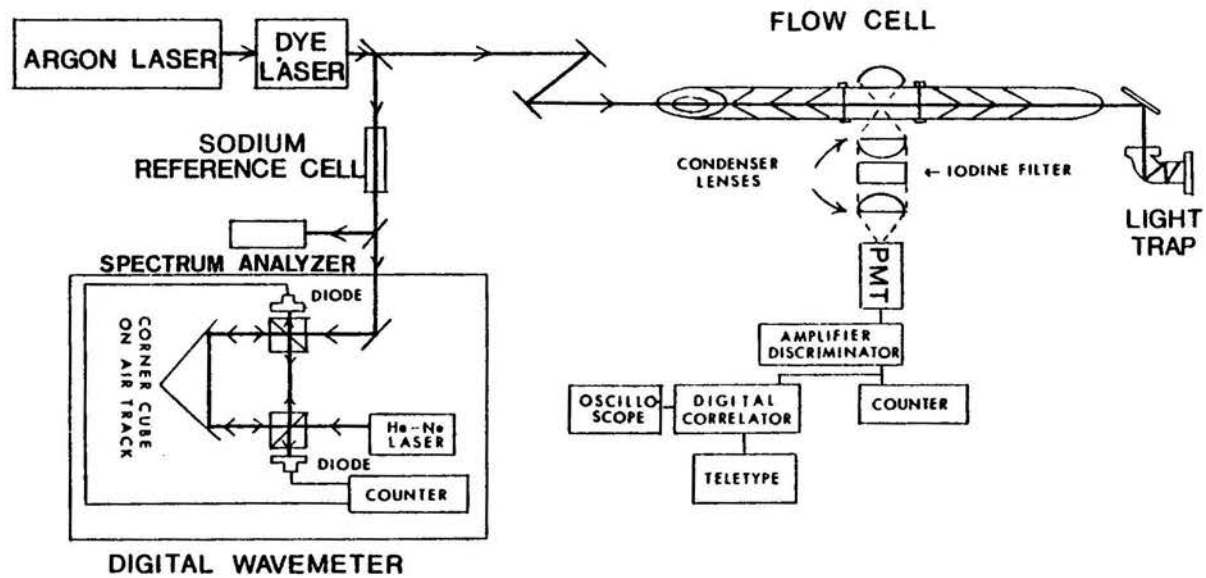 FLOW CELL
ARGON LASER
DYE
LASER
SODIUM
REFERENCE CELL
CONDENSER
LENSES
← IODINE FILTER
LIGHT
TRAP
SPECTRUM ANALYZER
PMT
DIODE
CORNER CUBE
ON AIR TRACK
AMPLIFIER
DISCRIMINATOR
OSCILLO
SCOPE
DIGITAL
CORRELATOR
COUNTER
He-Ne
LASER
DIODE
COUNTER
TELETYPE
DIGITAL WAVEMETER